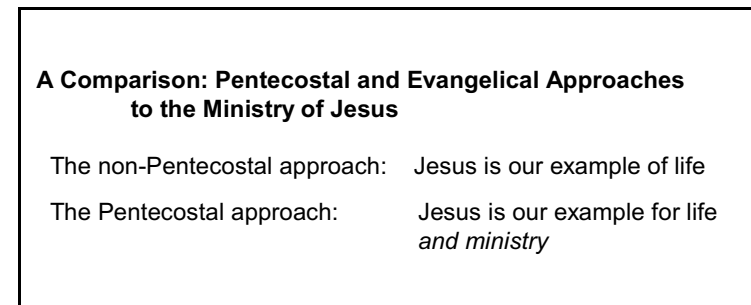 A Comparison: Pentecostal and Evangelical Approaches
to the Ministry of Jesus
The non-Pentecostal approach: Jesus is our example of life
The Pentecostal approach: Jesus is our example for life
and ministry